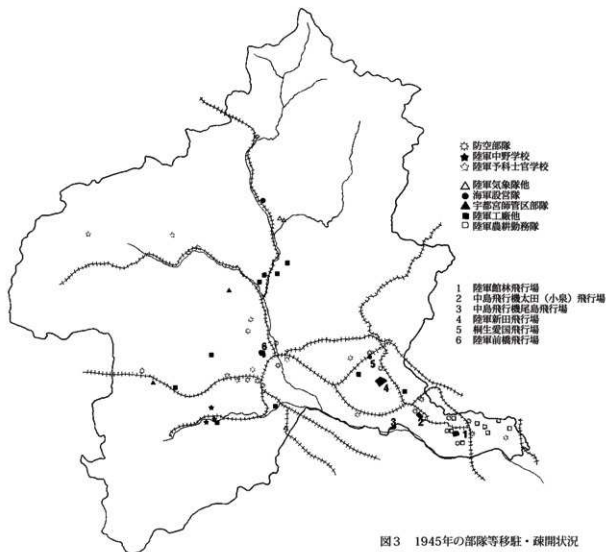 防空部隊
陸軍中野学校
陸軍予科士官学校
陸軍気象隊他
海軍設営隊
宇都宮師管区部隊
陸軍工廠他
陸軍農耕勤務隊
1 陸軍館林飛行場
2 中島飛行機太田（小泉）飛行場
3 中島飛行機尾島飛行場
4 陸軍新田飛行場
5 桐生愛国飛行場
6 陸軍前橋飛行場
6
5
4
3
2
1
図3 1945年の部隊等移駐・疎開状況